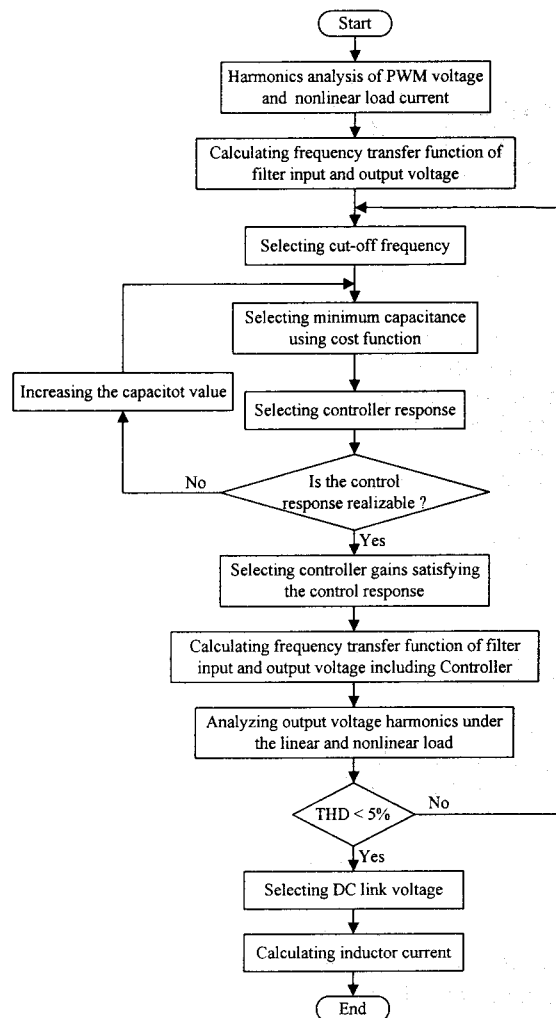 Start
Harmonics analysis of PWM voltage
and nonlinear load current
Calculating frequency transfer function of
filter input and output voltage
Selecting cut-off frequency
Selecting minimum capacitance
using cost function
Increasing the capacitot value
Selecting controller response
No
Is the control
response realizable ?
Yes
Selecting controller gains satisfying
the control response
Calculating frequency transfer function of filter
input and output voltage including Controller
Analyzing output voltage harmonics under
the linear and nonlinear load
THD < 5%
No
Yes
Selecting DC link voltage
Calculating inductor current
End